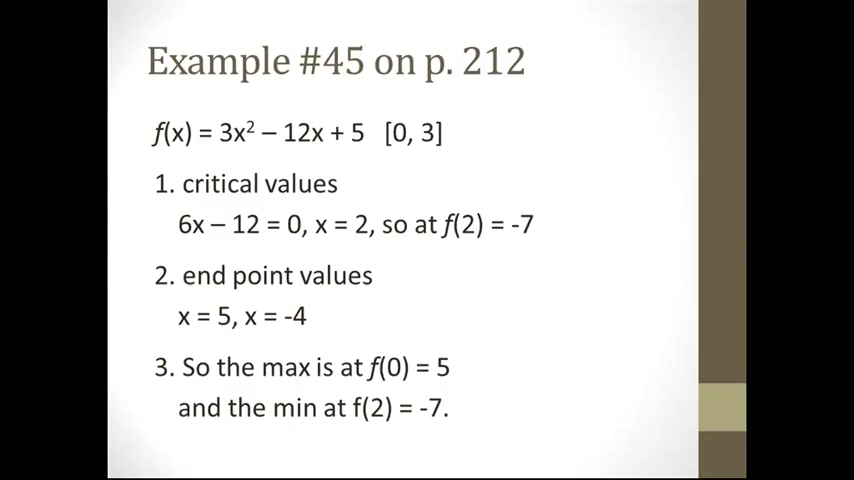 Example #45 on p. 212
f(x) = 3x² – 12x + 5 [0, 3]
1. critical values
6x – 12 = 0, x = 2, so at f(2) = -7
2. end point values
x = 5, x = -4
3. So the max is at f(0) = 5
and the min at f(2) = -7.